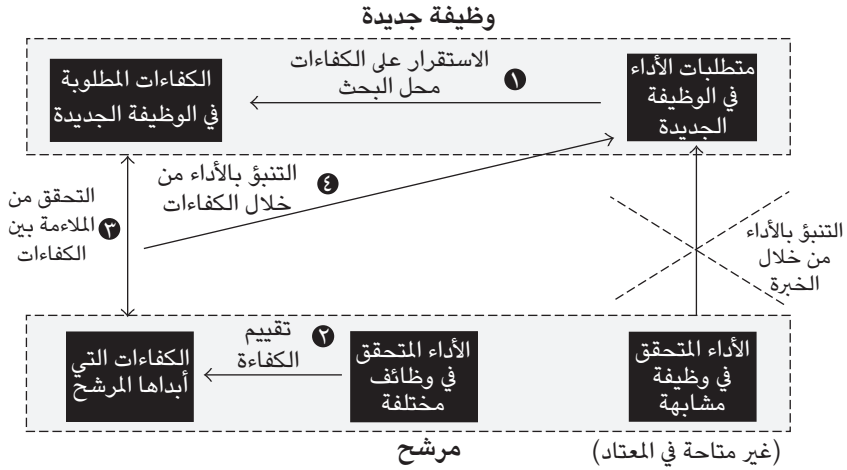 وظيفة جديدة
متطلبات الأداء
في الوظيفة
الجديدة
الاستقرار على الكفاءات
محل البحث
١
الكفاءات المطلوبة
في الوظيفة الجديدة
التنبؤ بالأداء من
خلال الكفاءات
٤
التحقق من
الملاءمة بين
الكفاءات
٣
التنبؤ بالأداء
من خلال
الخبرة
الأداء المتحقق
في وظيفة
مشابهة
الأداء المتحقق
في وظائف
مختلفة
٢
تقييم
الكفاءة
الكفاءات التي
أبداها المرشح
(غير متاحة في المعتاد)
مرشح